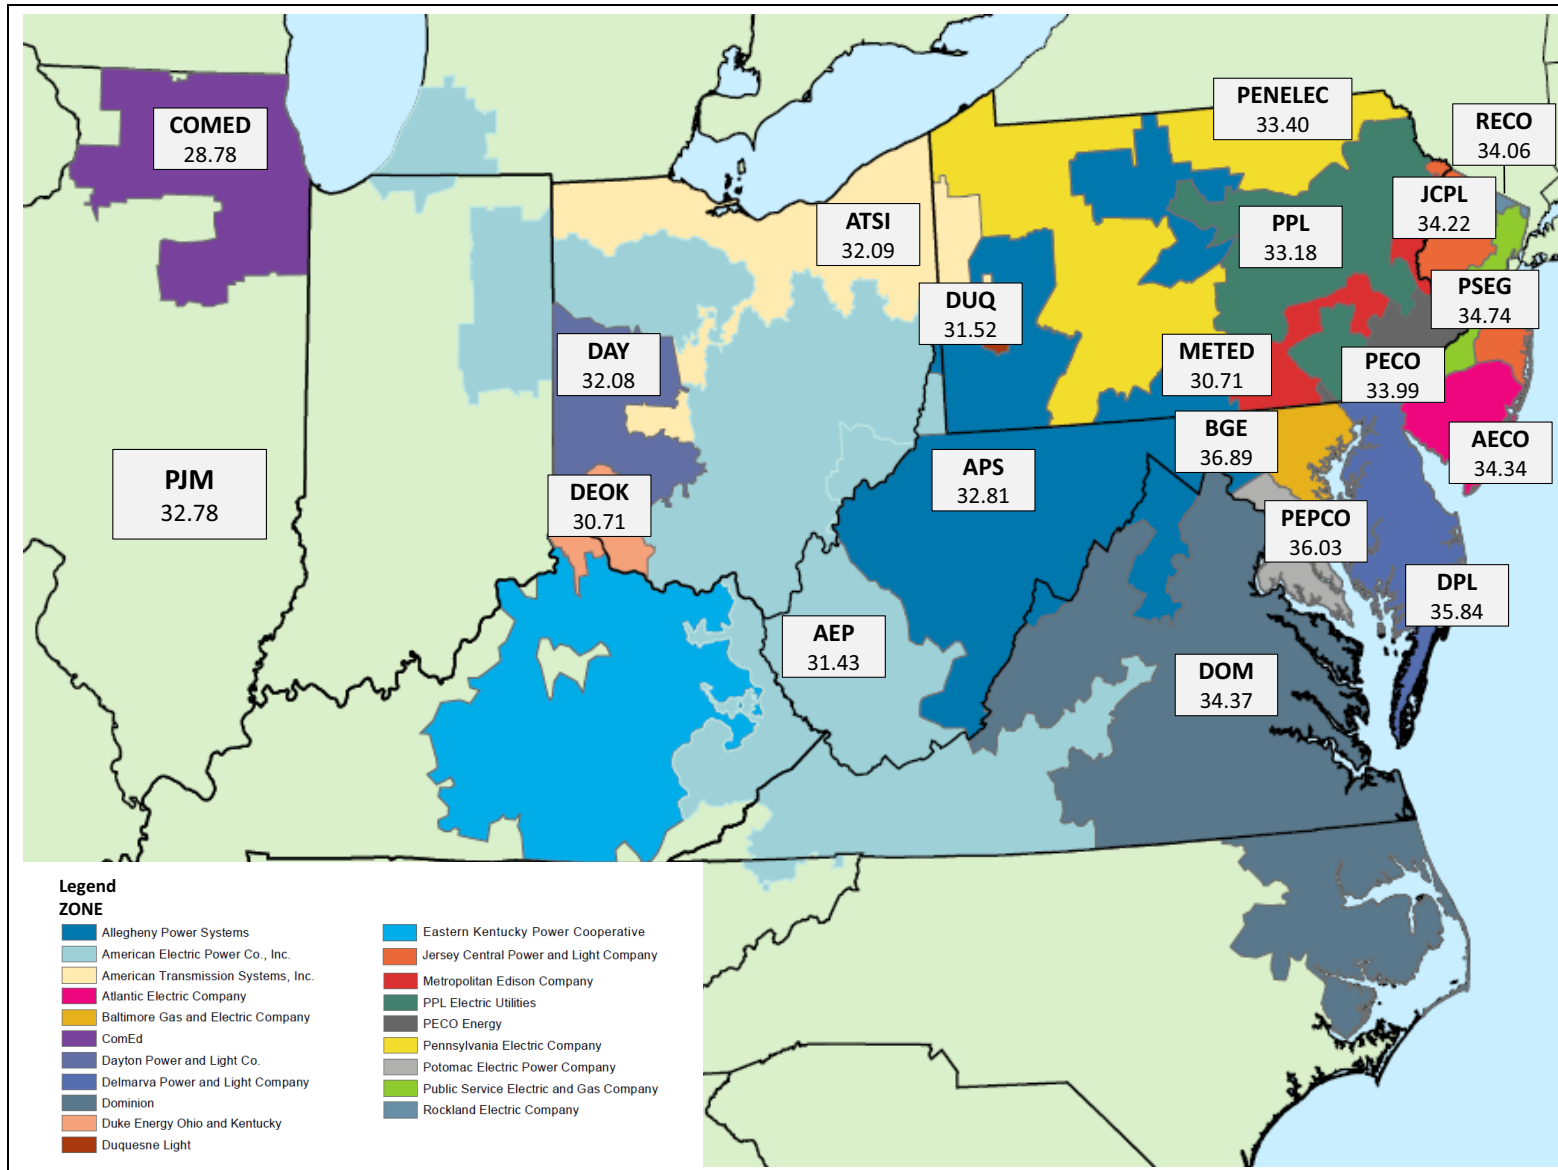 COMED
28.78
PENELEC
33.40
RECO
34.06
JCPL
34.22
ATSI
32.09
PPL
33.18
DUQ
31.52
PSEG
34.74
DAY
32.08
METED
30.71
PECO
33.99
BGE
36.89
AECO
34.34
PJM
32.78
APS
32.81
DEOK
30.71
PEPCO
36.03
DPL
35.84
AEP
31.43
DOM
34.37
Legend
ZONE
Allegheny Power Systems
American Electric Power Co., Inc.
American Transmission Systems, Inc.
Atlantic Electric Company
Baltimore Gas and Electric Company
ComEd
Dayton Power and Light Co.
Delmarva Power and Light Company
Dominion
Duke Energy Ohio and Kentucky
Duquesne Light
Eastern Kentucky Power Cooperative
Jersey Central Power and Light Company
Metropolitan Edison Company
PPL Electric Utilities
PECO Energy
Pennsylvania Electric Company
Potomac Electric Power Company
Public Service Electric and Gas Company
Rockland Electric Company